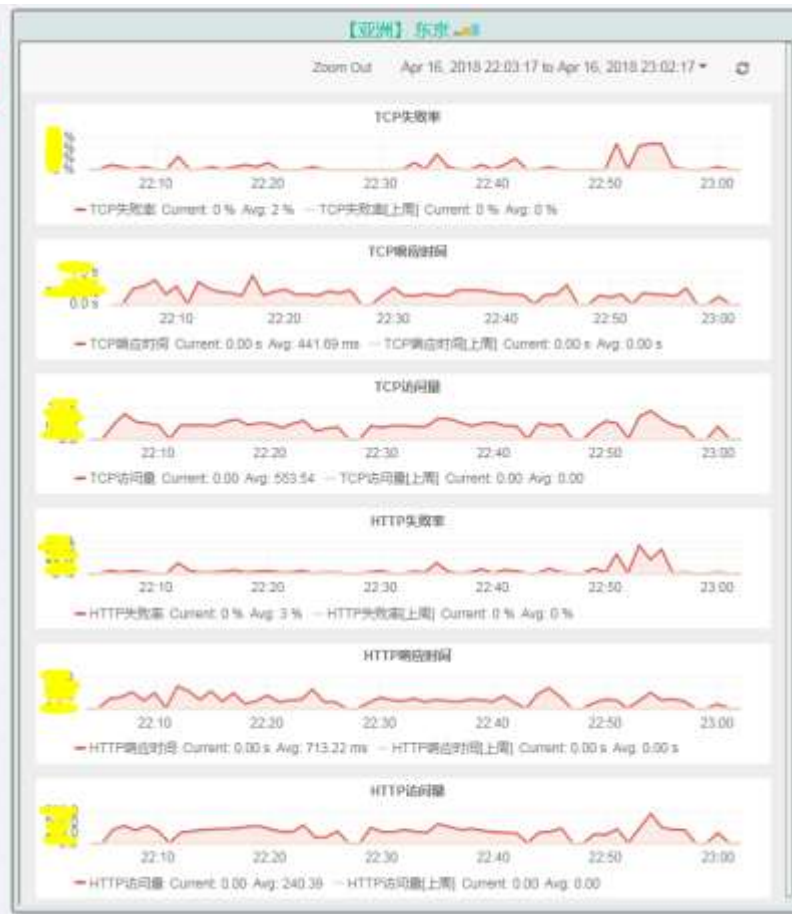 【亚洲】东京
Zoom Out Apr 16, 2018 22:03:17 to Apr 16, 2018 23:02:17
TCP失败率
22:10 22:20 22:30 22:40 22:50 23:00
TCP失败率 Current: 0 % Avg: 2 % TCP失败率[上周] Current: 0 % Avg: 0 %
TCP响应时间
0.0 s
22:10 22:20 22:30 22:40 22:50 23:00
TCP响应时间 Current: 0.00 s Avg: 441.69 ms TCP响应时间[上周] Current: 0.00 s Avg: 0.00 s
TCP访问量
22:10 22:20 22:30 22:40 22:50 23:00
TCP访问量 Current: 0.00 Avg: 553.54 TCP访问量[上周] Current: 0.00 Avg: 0.00
HTTP失败率
22:10 22:20 22:30 22:40 22:50 23:00
HTTP失败率 Current: 0 % Avg: 3 % HTTP失败率[上周] Current: 0 % Avg: 0 %
HTTP响应时间
22:10 22:20 22:30 22:40 22:50 23:00
HTTP响应时间 Current: 0.00 s Avg: 713.22 ms HTTP响应时间[上周] Current: 0.00 s Avg: 0.00 s
HTTP访问量
22:10 22:20 22:30 22:40 22:50 23:00
HTTP访问量 Current: 0.00 Avg: 240.39 HTTP访问量[上周] Current: 0.00 Avg: 0.00